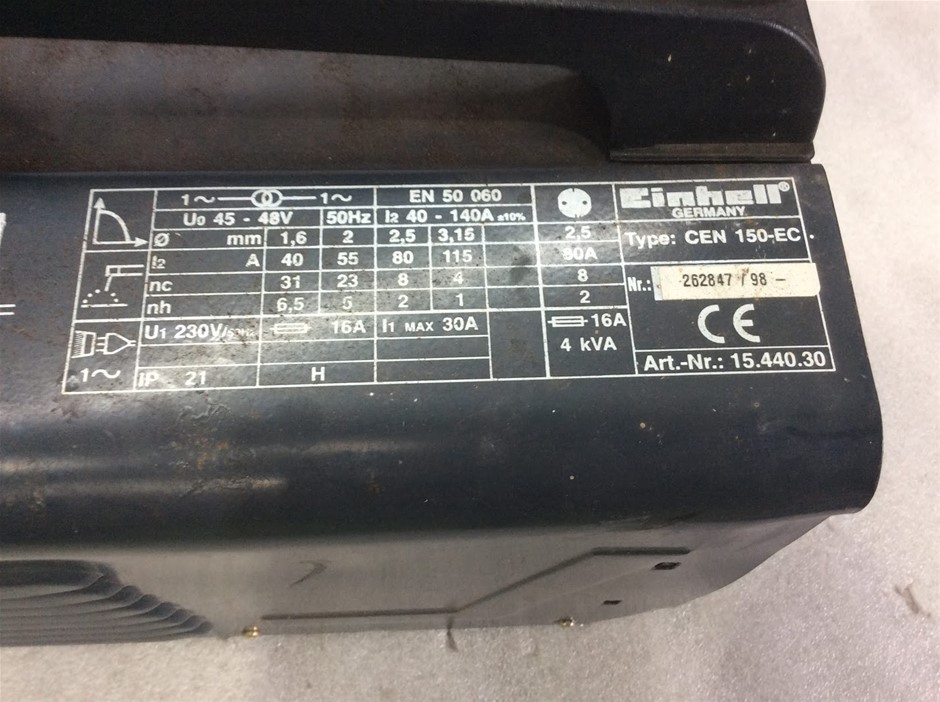 1~ 1~ EN 50 060
U0 45 - 48V 50Hz I2 40 - 140A ±10%
Ø mm 1,6 2 2,5 3,15 2,5
I2 A 40 55 80 115 80A
nc 31 23 8 4 8
nh 6,5 5 2 1 2
U1 230V/50Hz 16A I1 MAX 30A 16A
4 kVA
1~ IP 21 H
Einhell®
GERMANY
Type: CEN 150-EC
Nr.: 262847 / 98 -
CE
Art.-Nr.: 15.440.30